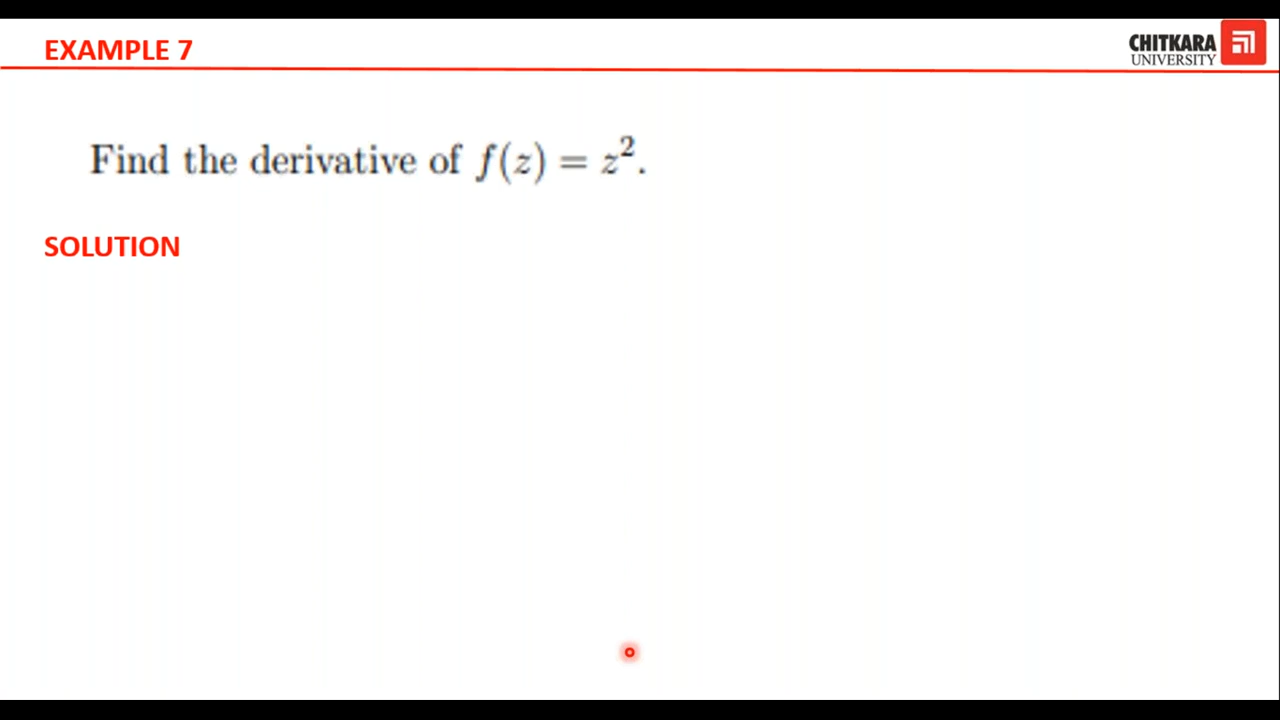 EXAMPLE 7
CHITKARA
UNIVERSITY
Find the derivative of f(z) = z².
SOLUTION